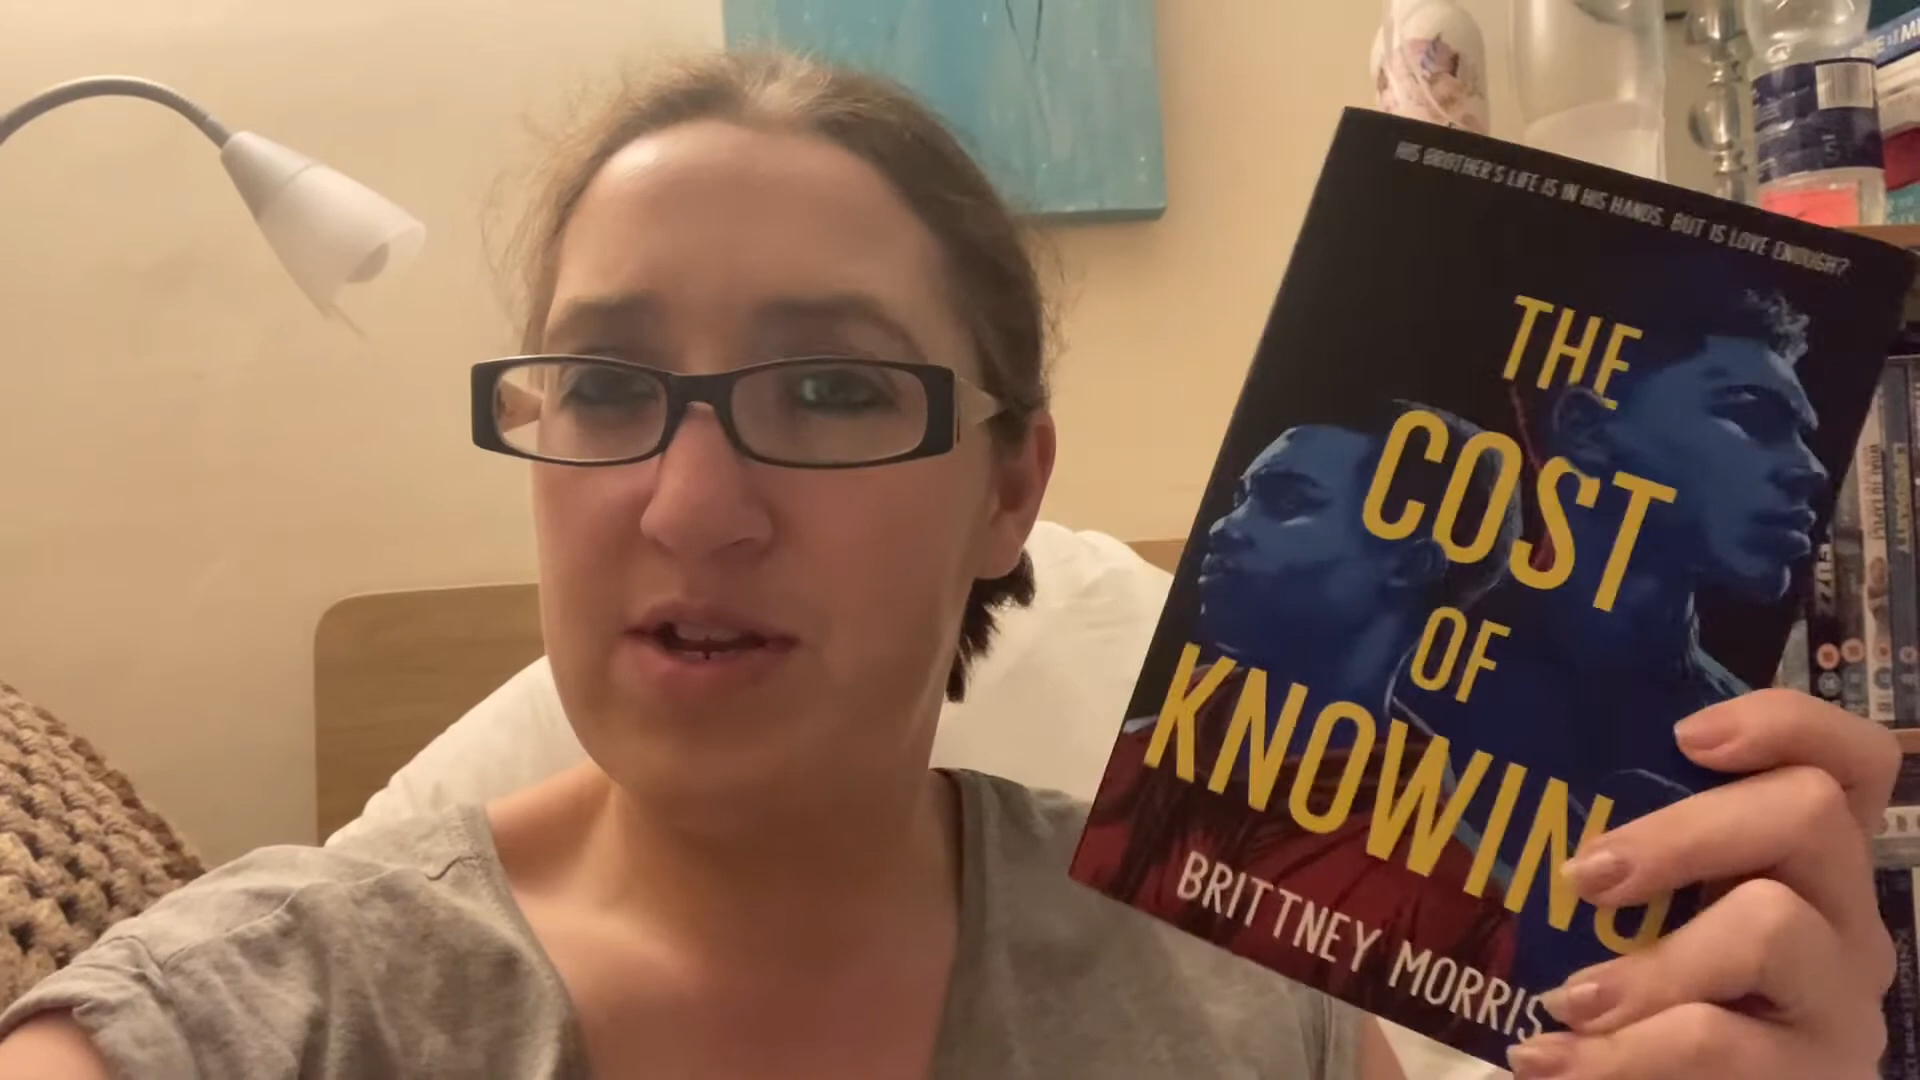 HIS BROTHER'S LIFE IS IN HIS HANDS. BUT IS LOVE ENOUGH?
THE
COST
OF
KNOWING
BRITTNEY MORRIS